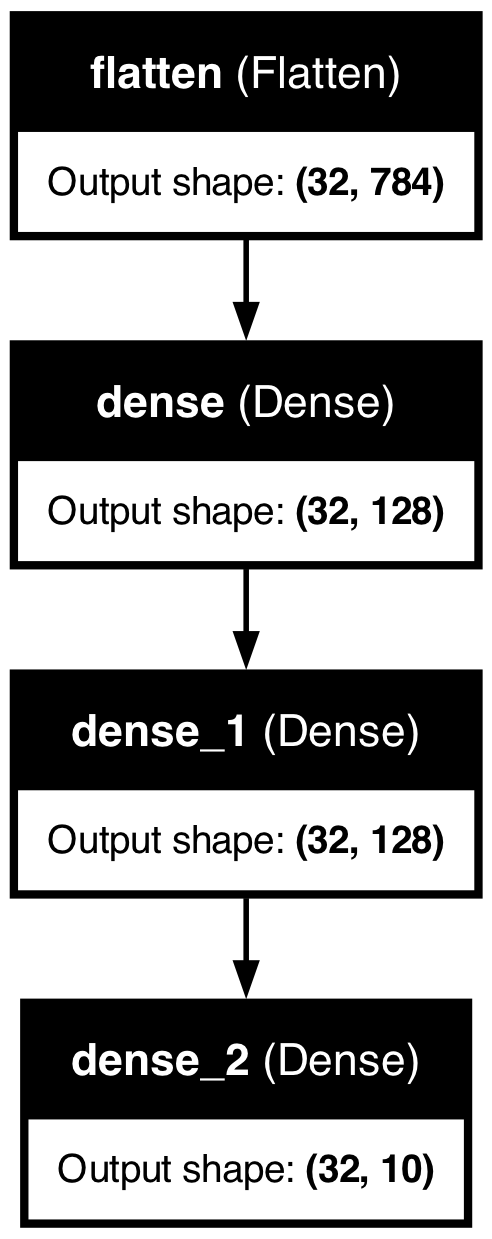 flatten (Flatten)
Output shape: (32, 784)
dense (Dense)
Output shape: (32, 128)
dense_1 (Dense)
Output shape: (32, 128)
dense_2 (Dense)
Output shape: (32, 10)